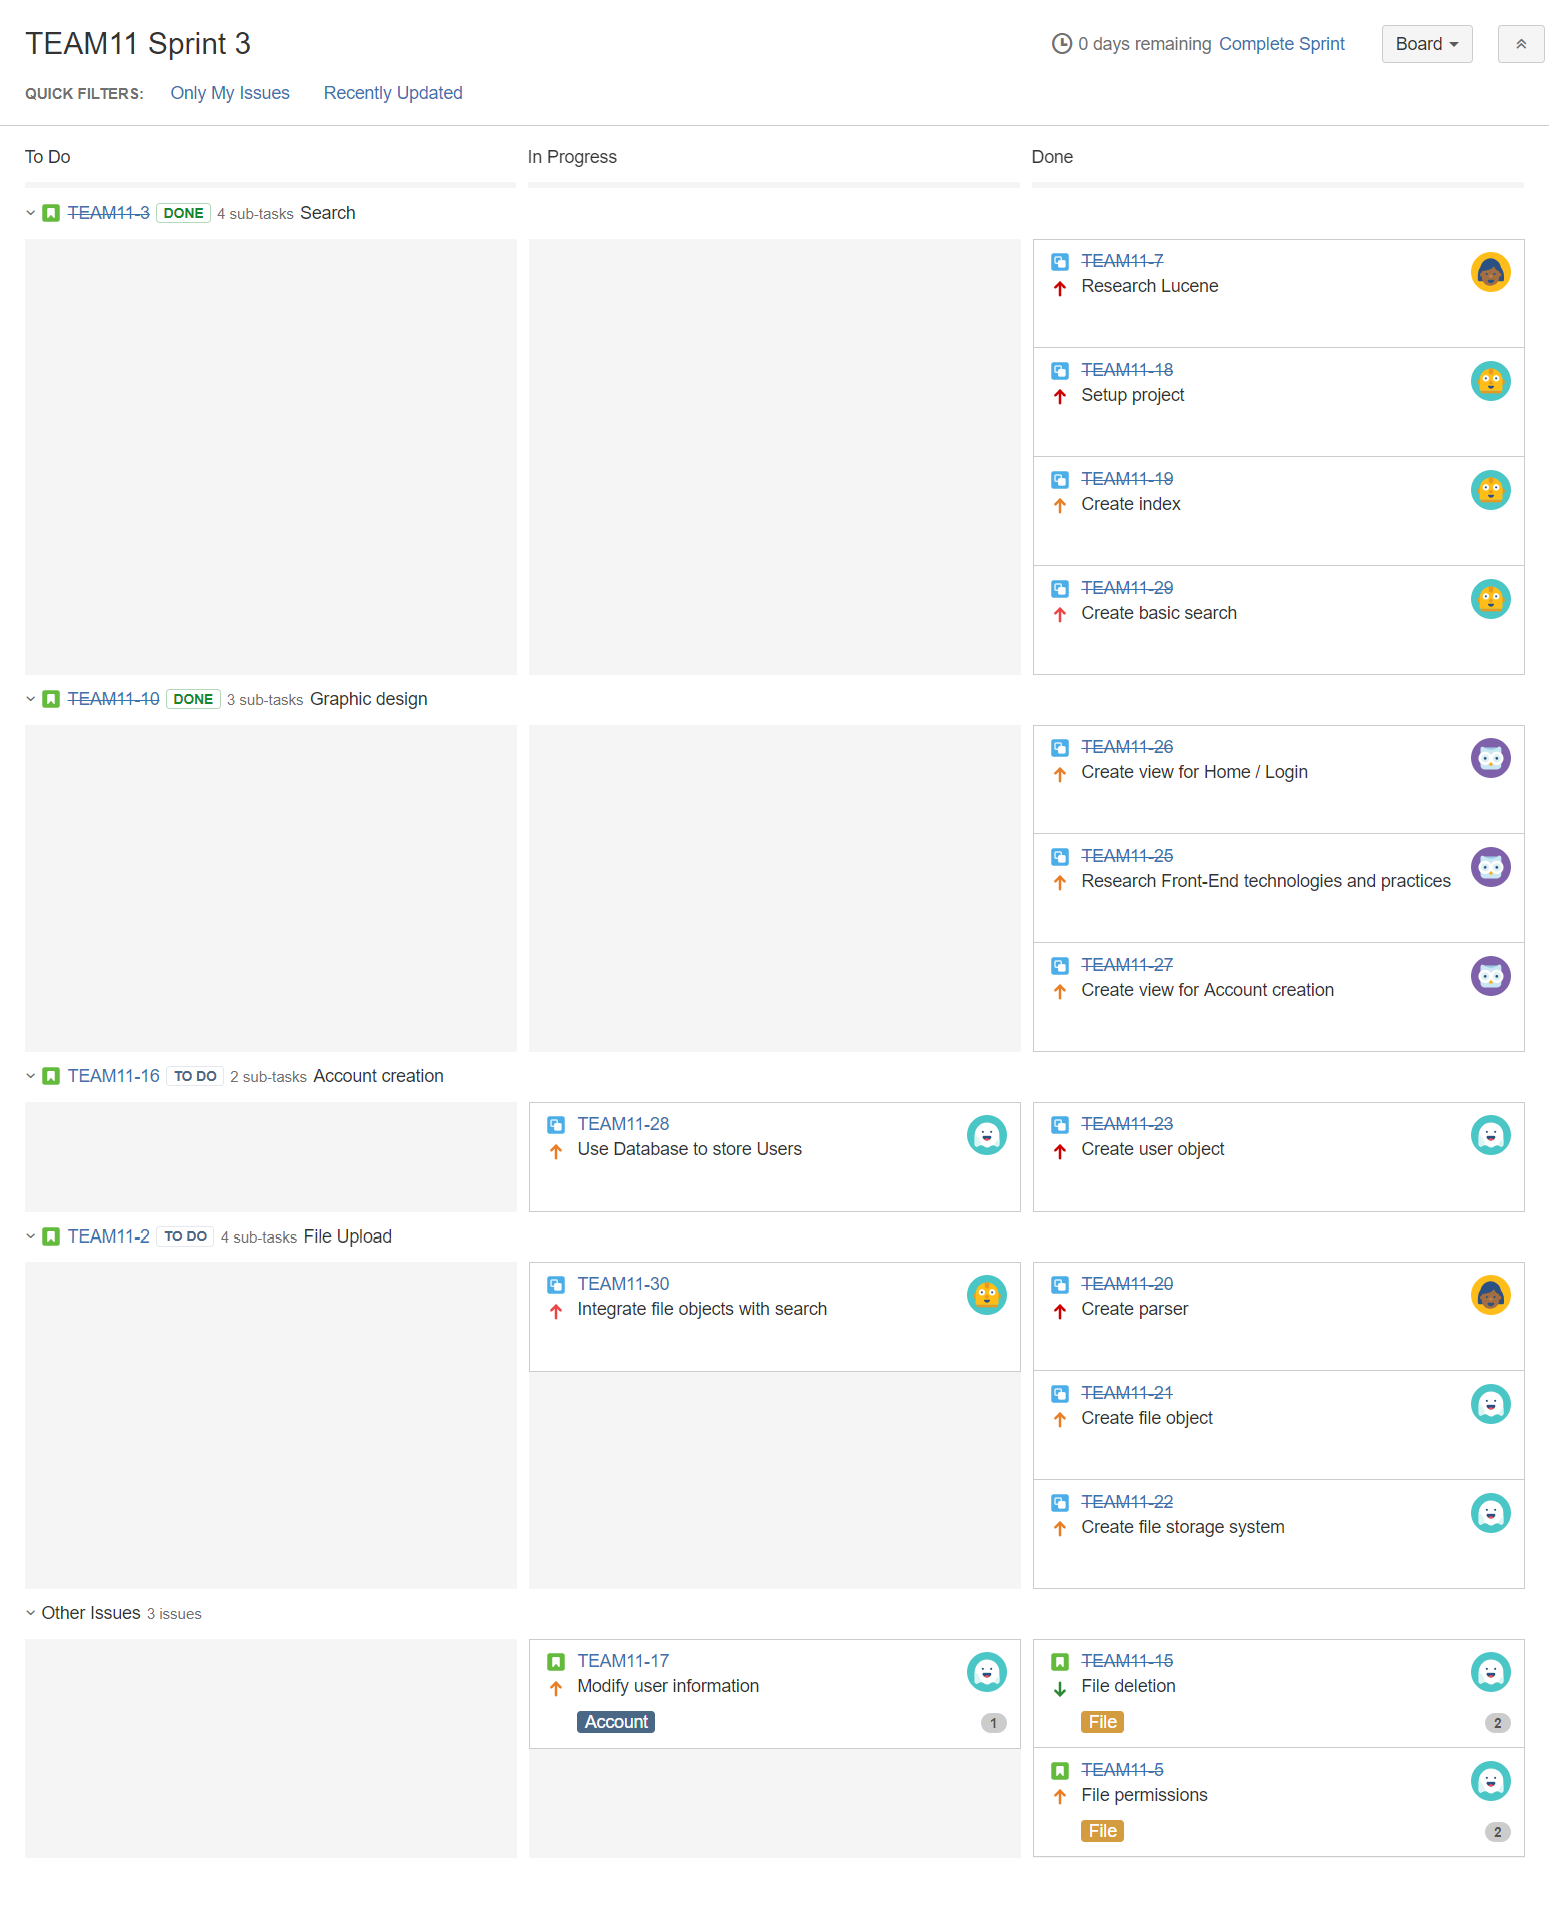 TEAM11 Sprint 3
0 days remaining Complete Sprint Board
QUICK FILTERS: Only My Issues Recently Updated
To Do In Progress Done
TEAM11-3 DONE 4 sub-tasks Search
TEAM11-7
Research Lucene
TEAM11-18
Setup project
TEAM11-19
Create index
TEAM11-29
Create basic search
TEAM11-10 DONE 3 sub-tasks Graphic design
TEAM11-26
Create view for Home / Login
TEAM11-25
Research Front-End technologies and practices
TEAM11-27
Create view for Account creation
TEAM11-16 TO DO 2 sub-tasks Account creation
TEAM11-28
Use Database to store Users
TEAM11-23
Create user object
TEAM11-2 TO DO 4 sub-tasks File Upload
TEAM11-30
Integrate file objects with search
TEAM11-20
Create parser
TEAM11-21
Create file object
TEAM11-22
Create file storage system
Other Issues 3 issues
TEAM11-17
Modify user information
Account 1
TEAM11-15
File deletion
File 2
TEAM11-5
File permissions
File 2